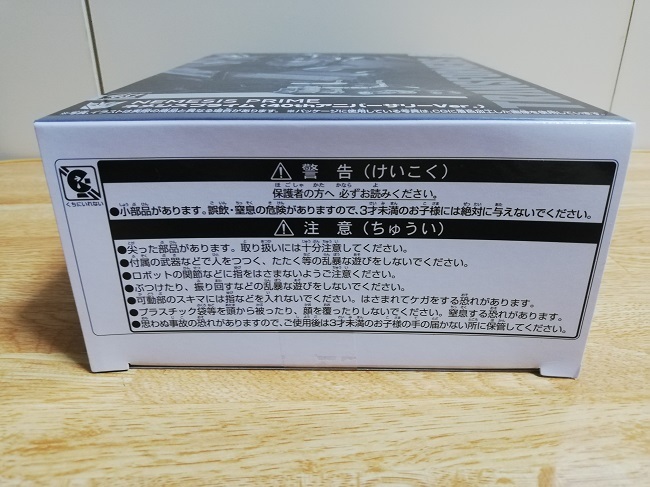 NEMESIS PRIME
(40thアニバーサリーVer.)
くちにいれない
警告(けいこく)
保護者の方へ 必ずお読みください。
●小部品があります。誤飲・窒息の危険がありますので、3才未満のお子様には絶対に与えないでください。
注意(ちゅうい)
●尖った部品があります。取り扱いには十分注意してください。
●付属の武器などで人をつつく、たたく等の乱暴な遊びをしないでください。
●ロボットの関節などに指をはさまないようご注意ください。
●ぶつけたり、振り回すなどの乱暴な遊びをしないでください。
●可動部のスキマには指などを入れないでください。はさまれてケガをする恐れがあります。
●プラスチック袋等を頭から被ったり、顔を覆ったりしないでください。窒息する恐れがあります。
●思わぬ事故の恐れがありますので、ご使用後は3才未満のお子様の手の届かない所に保管してください。